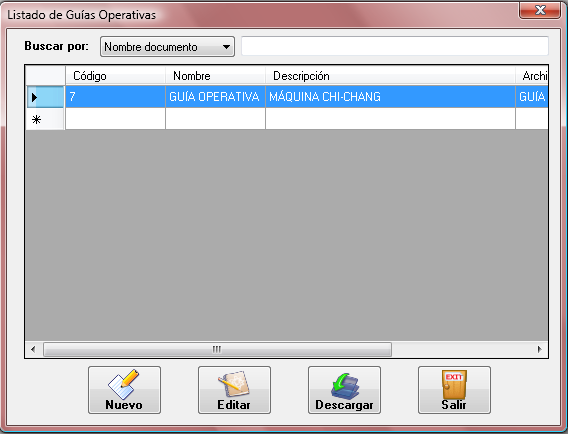 Listado de Guías Operativas
Buscar por: Nombre documento
Código Nombre Descripción Archi
7 GUÍA OPERATIVA MÁQUINA CHI-CHANG GUÍA
EXIT
Nuevo Editar Descargar Salir